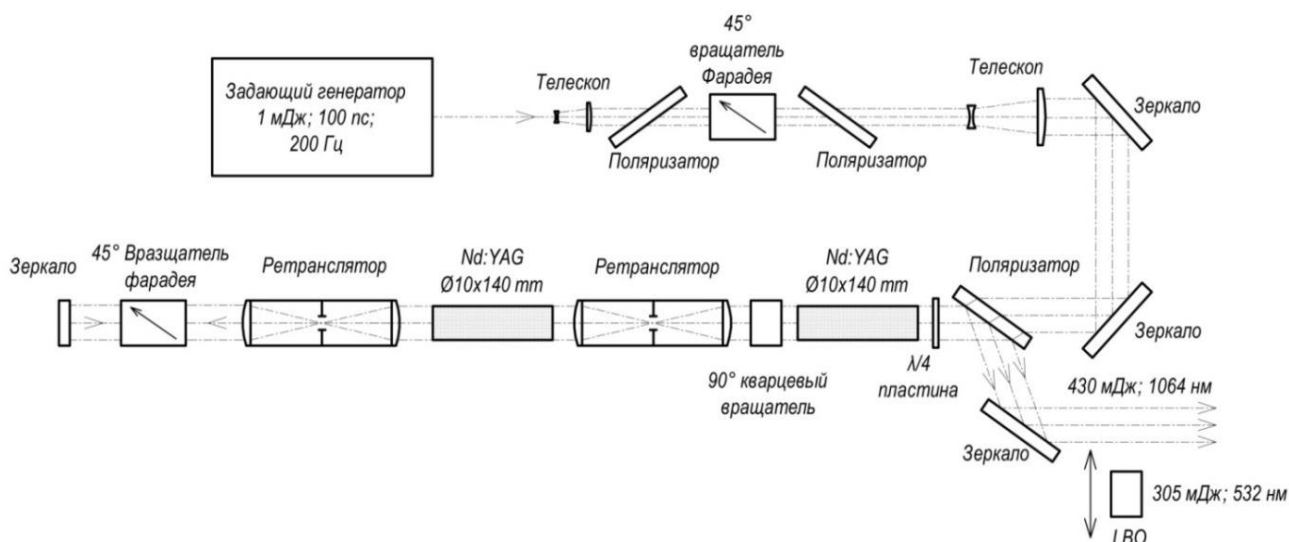 45°
вращатель
Фарадея
Задающий генератор
1 мДж; 100 пс;
200 Гц
Телескоп
Телескоп
Зеркало
Поляризатор
Поляризатор
Зеркало
45° Вразщатель
фарадея
Ретранслятор
Nd:YAG
Ø10x140 mm
Ретранслятор
Nd:YAG
Ø10x140 mm
Поляризатор
Зеркало
90° кварцевый
вращатель
λ/4
пластина
430 мДж; 1064 нм
Зеркало
305 мДж; 532 нм
LBO